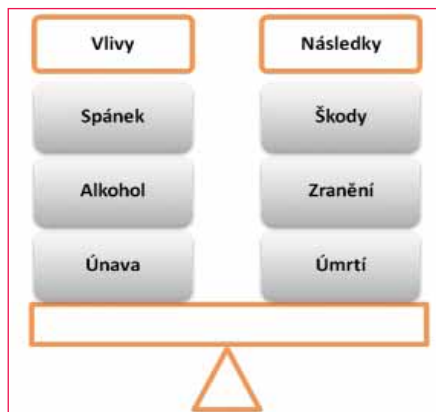 Vlivy
Následky
Spánek
Škody
Alkohol
Zranění
Únava
Úmrtí